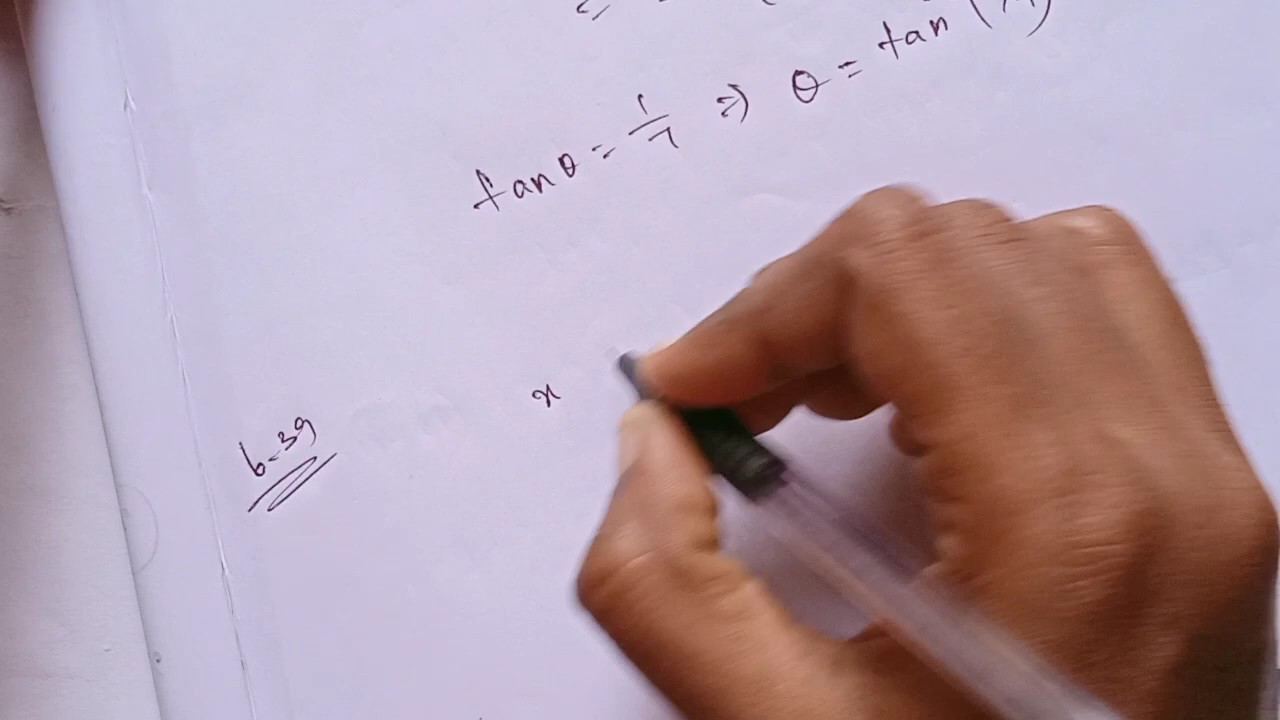 tan θ = 1/7 ⇒ θ = tan (
6.39
x